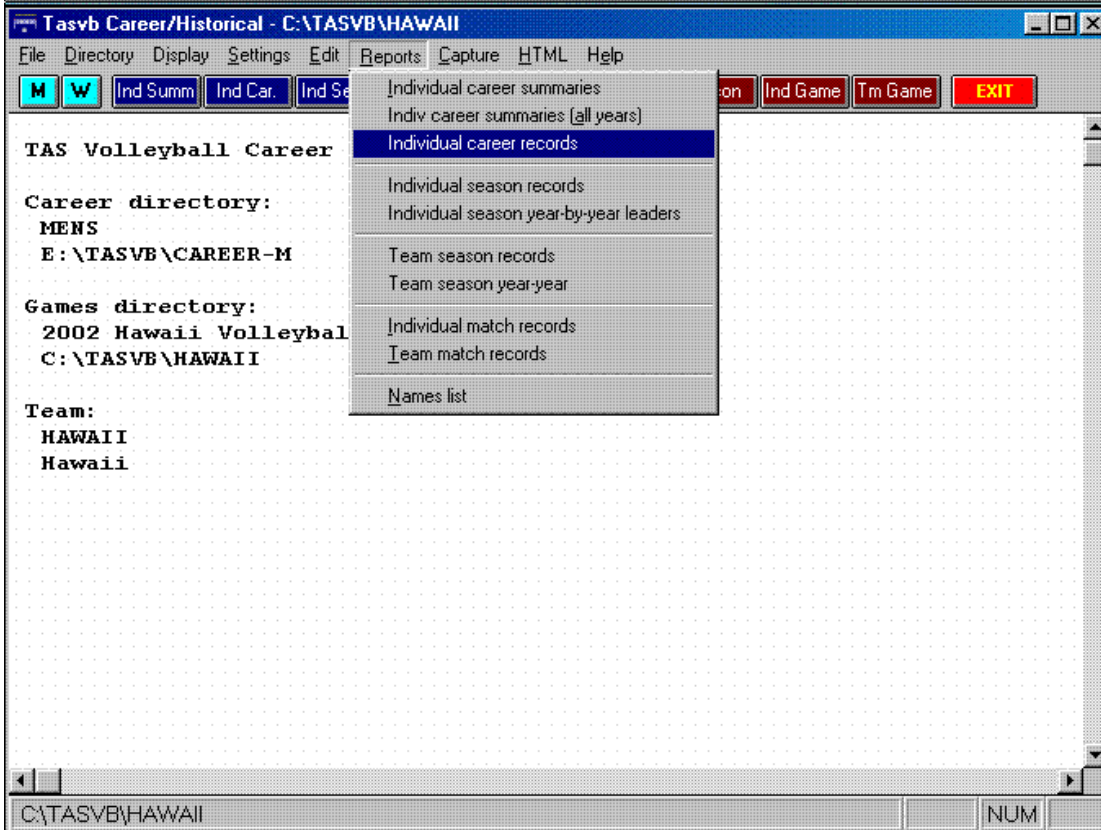 Tasvb Career/Historical - C:\TASVB\HAWAII
File Directory Display Settings Edit Reports Capture HTML Help
M W Ind Summ Ind Car. Ind Se on Ind Game Tm Game EXIT
Individual career summaries
Indiv career summaries (all years)
Individual career records
Individual season records
Individual season year-by-year leaders
Team season records
Team season year-year
Individual match records
Team match records
Names list
TAS Volleyball Career
Career directory:
MENS
E:\TASVB\CAREER-M
Games directory:
2002 Hawaii Volleybal
C:\TASVB\HAWAII
Team:
HAWAII
Hawaii
C:\TASVB\HAWAII NUM